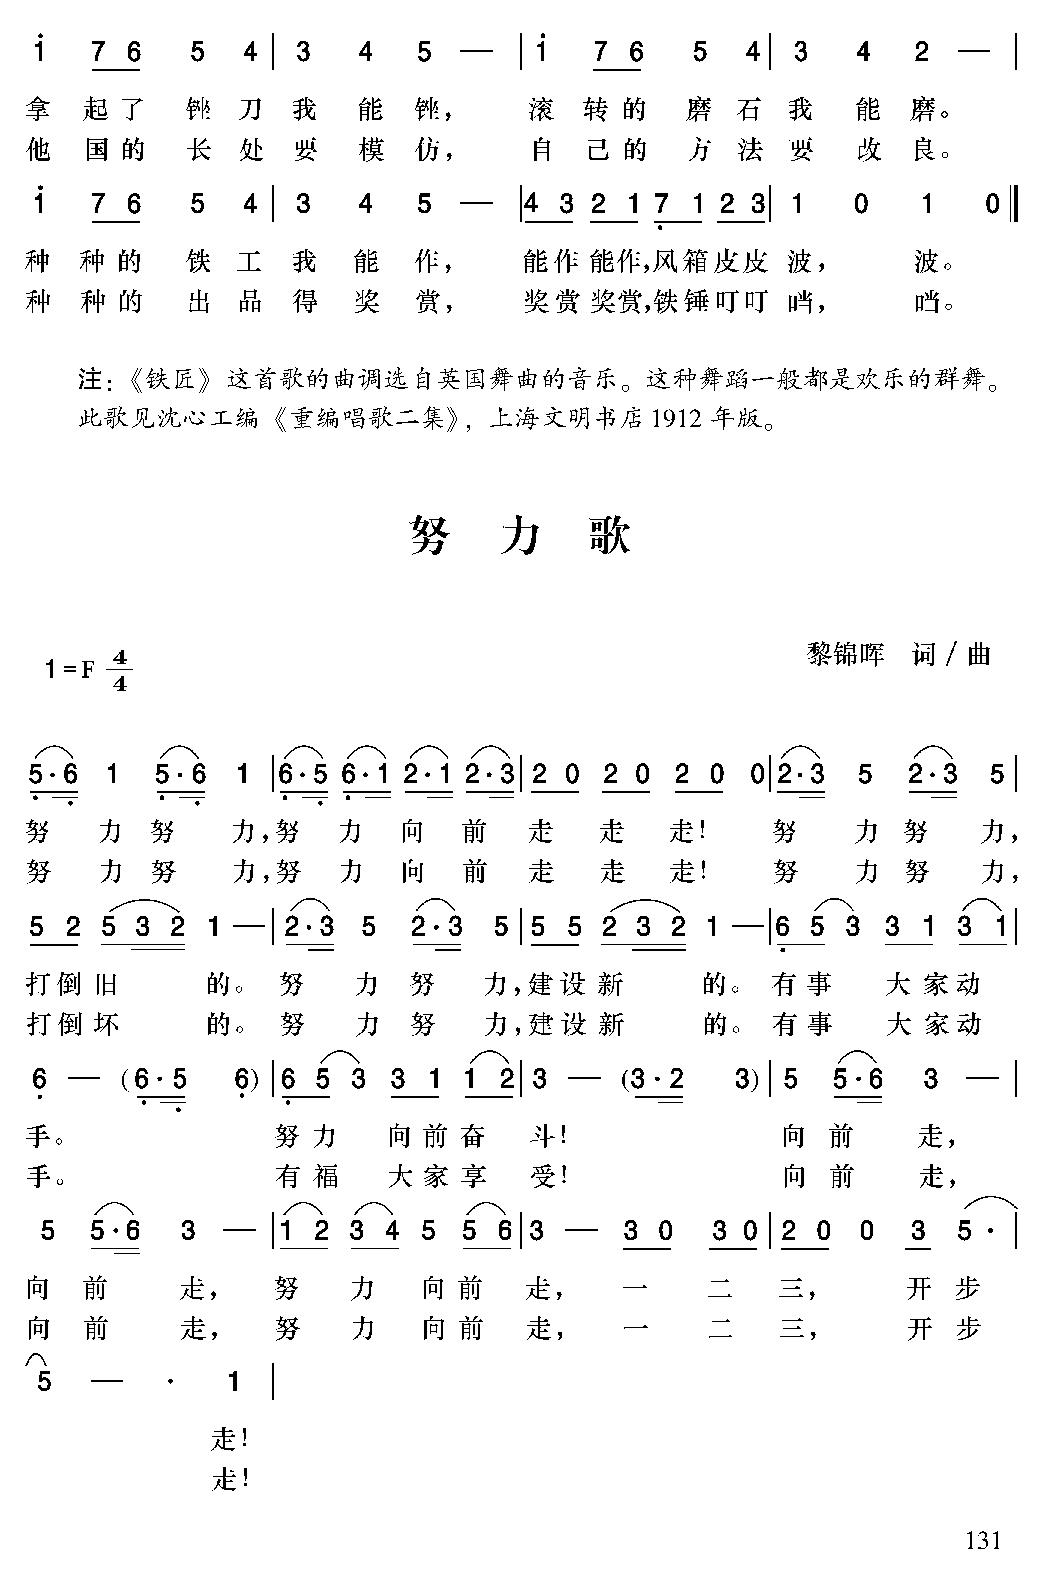 1 7 6 5 4 | 3 4 5 — | 1 7 6 5 4 | 3 4 2 — |
拿 起 了 锉 刀 我 能 锉， 滚 转 的 磨 石 我 能 磨。
他 国 的 长 处 要 模 仿， 自 己 的 方 法 要 改 良。
1 7 6 5 4 | 3 4 5 — | 4 3 2 1 7 1 2 3 | 1 0 1 0 ‖
种 种 的 铁 工 我 能 作， 能作 能作，风箱皮皮 波， 波。
种 种 的 出 品 得 奖 赏， 奖赏 奖赏，铁锤叮叮 当， 当。
注：《铁匠》这首歌的曲调选自英国舞曲的音乐。这种舞蹈一般都是欢乐的群舞。
此歌见沈心工编《重编唱歌二集》，上海文明书店 1912 年版。
努 力 歌
黎锦晖 词 / 曲
1 = F 4/4
5·6 1 5·6 1 | 6·5 6·1 2·1 2·3 | 2 0 2 0 2 0 0 | 2·3 5 2·3 5 |
努 力 努 力，努 力 向 前 走 走 走！ 努 力 努 力，
努 力 努 力，努 力 向 前 走 走 走！ 努 力 努 力，
5 2 5 3 2 1 — | 2·3 5 2·3 5 | 5 5 2 3 2 1 — | 6 5 3 3 1 3 1 |
打 倒 旧 的。 努 力 努 力，建 设 新 的。 有 事 大 家 动
打 倒 坏 的。 努 力 努 力，建 设 新 的。 有 事 大 家 动
6 — (6·5 6) | 6 5 3 3 1 1 2 | 3 — (3·2 3) | 5 5·6 3 — |
手。 努 力 向 前 奋 斗！ 向 前 走，
手。 有 福 大 家 享 受！ 向 前 走，
5 5·6 3 — | 1 2 3 4 5 5 6 | 3 — 3 0 3 0 | 2 0 0 3 5· |
向 前 走， 努 力 向 前 走， 一 二 三， 开 步
向 前 走， 努 力 向 前 走， 一 二 三， 开 步
5 — · 1 |
走！
走！
131